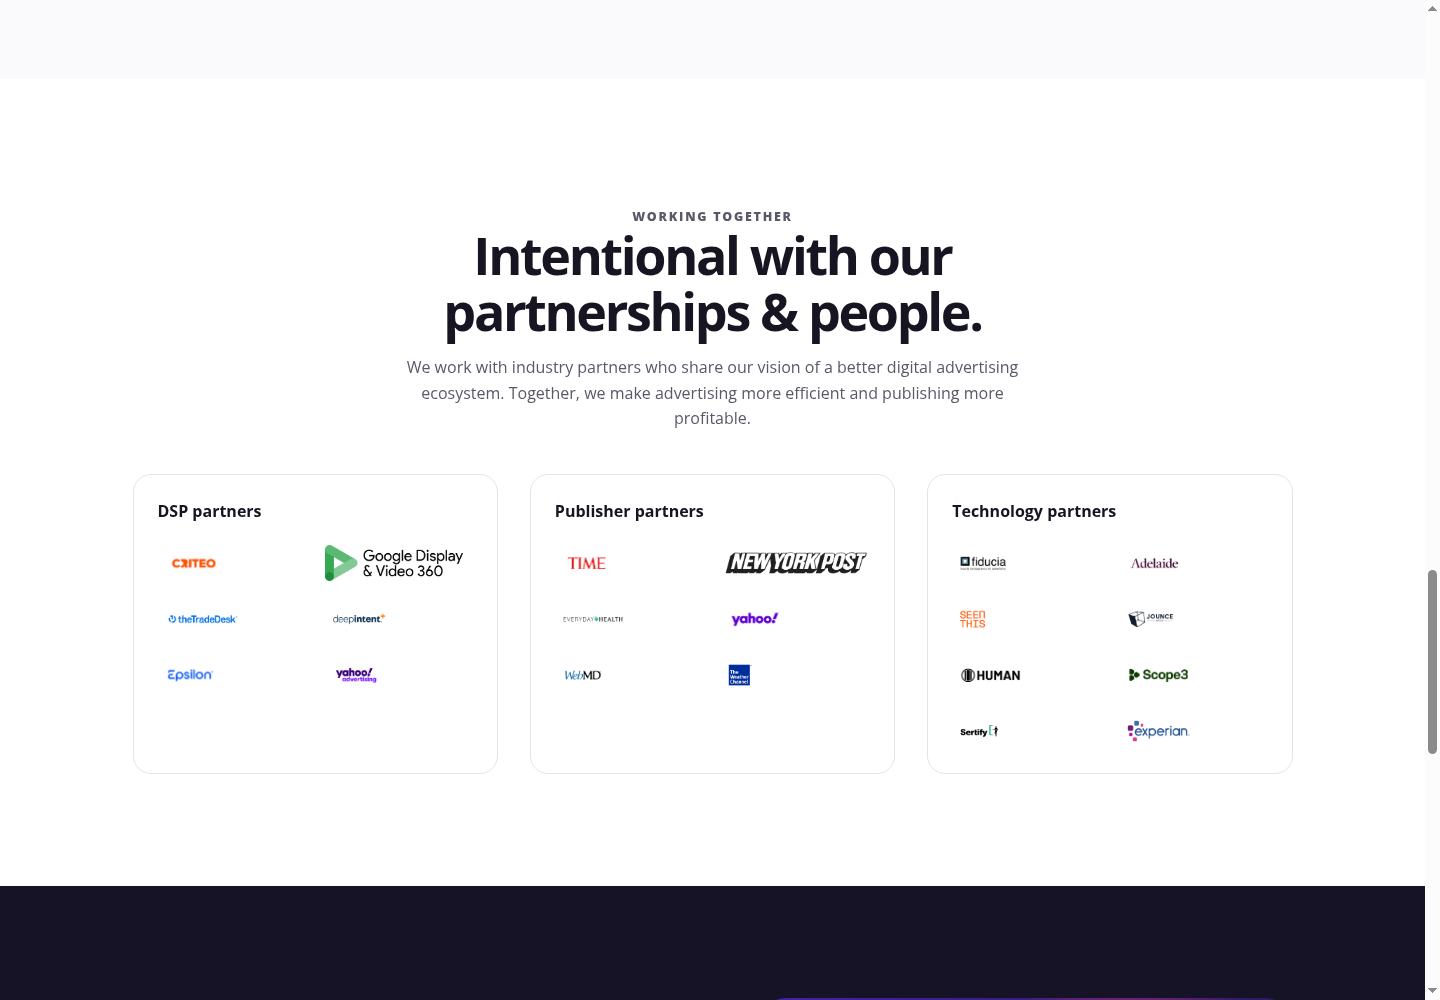 WORKING TOGETHER
Intentional with our
partnerships & people.
We work with industry partners who share our vision of a better digital advertising
ecosystem. Together, we make advertising more efficient and publishing more
profitable.
DSP partners
CRITEO
Google Display
& Video 360
theTradeDesk
deepintent
Epsilon
yahoo!
advertising
Publisher partners
TIME
NEW YORK POST
EVERYDAY HEALTH
yahoo!
WebMD
The
Weather
Channel
Technology partners
fiducia
Adelaide
SEEN
THIS
JOUNCE
HUMAN
Scope3
Sertify
experian.